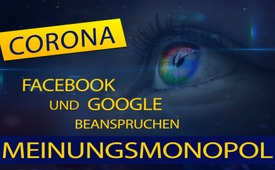 CORONA
FACEBOOK
UND GOOGLE
BEANSPRUCHEN
MEINUNGSMONOPOL